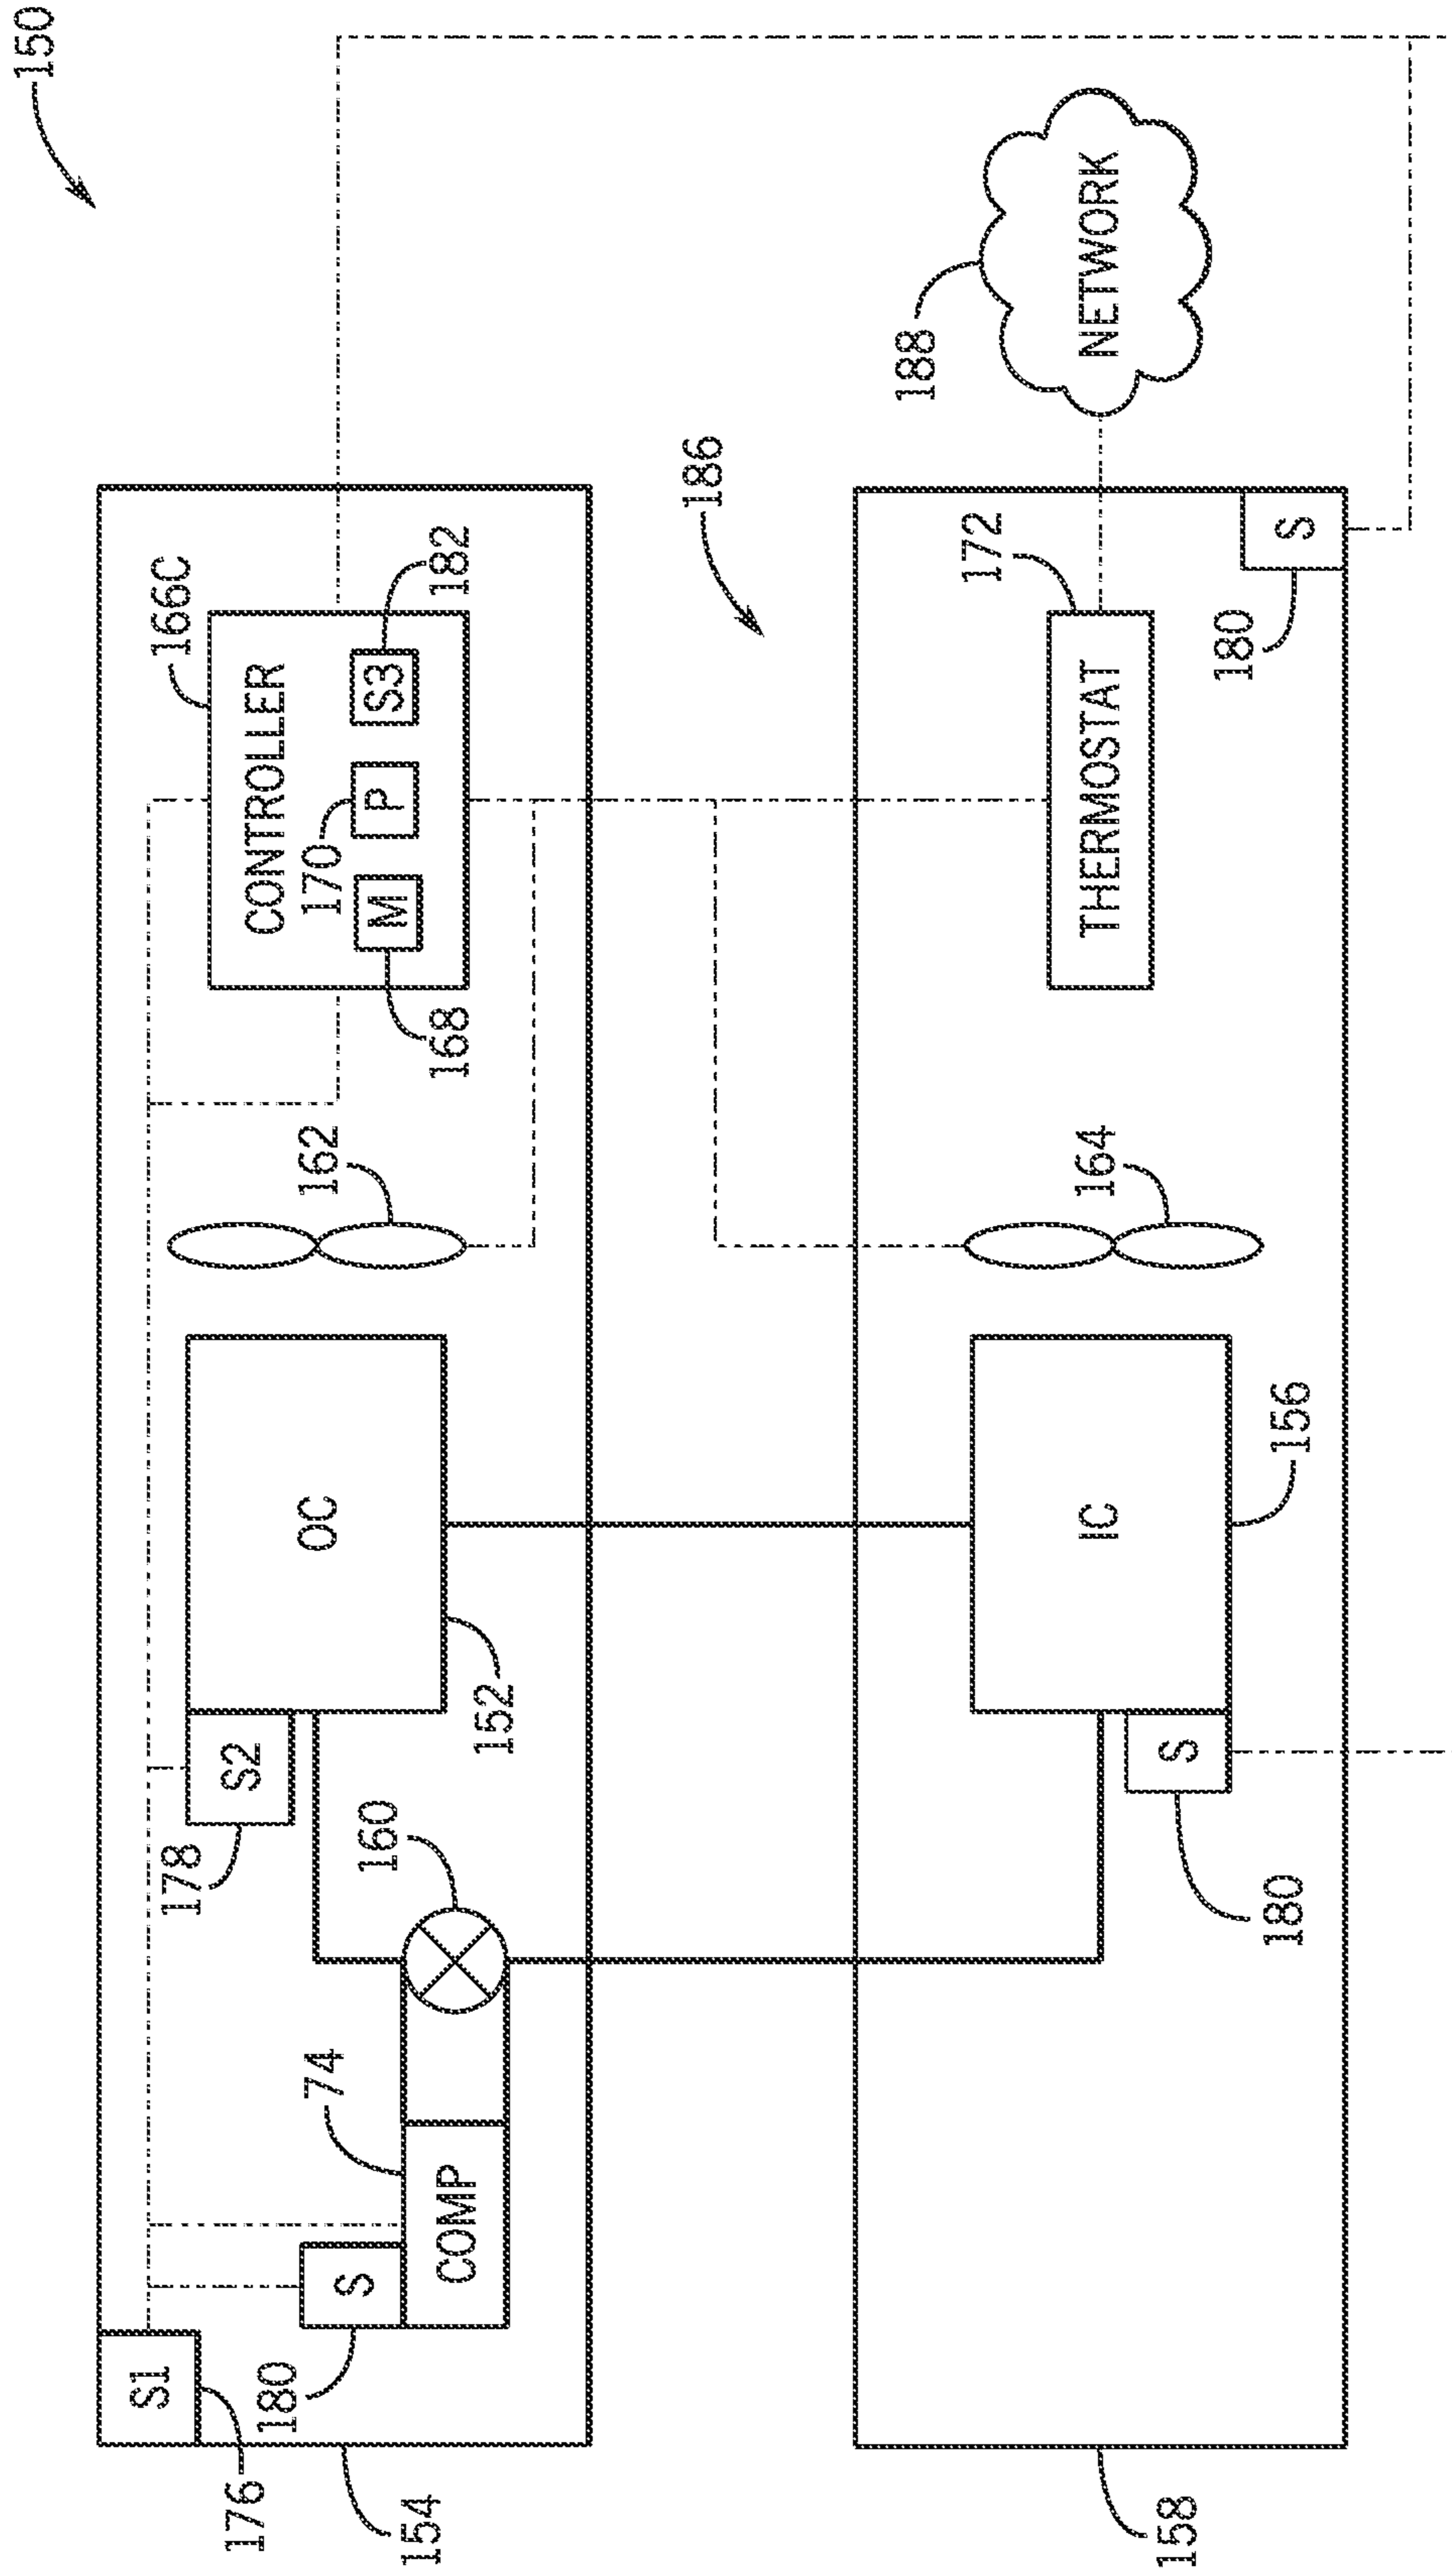 150
176
S1
154
180
S
COMP
74
160
178
S2
152
OC
162
166C
CONTROLLER
170
M
P
S3
168
182
186
188
NETWORK
158
180
S
IC
156
164
172
THERMOSTAT
180
S